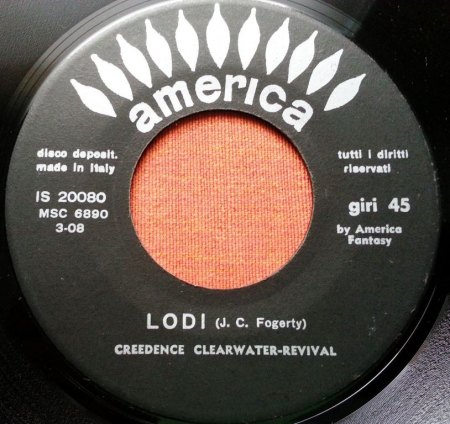 america
disco deposit.
made in Italy
tutti i diritti
riservati
IS 20080
MSC 6890
3-08
giri 45
by America
Fantasy
LODI (J. C. Fogerty)
CREEDENCE CLEARWATER-REVIVAL